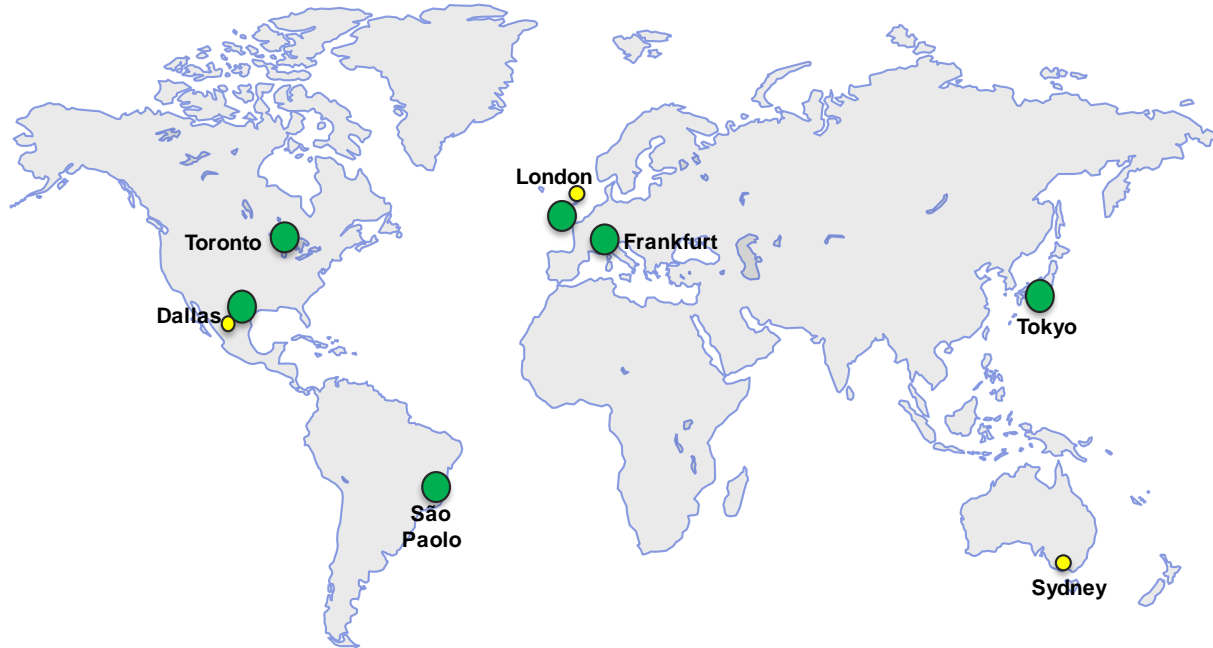 London
Toronto
Frankfurt
Dallas
Tokyo
São
Paolo
Sydney